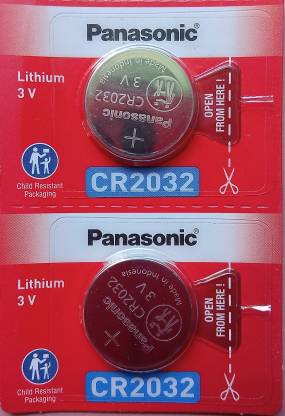 Panasonic
Lithium
3 V
Panasonic
CR2032
3 V
Made in Indonesia
OPEN
FROM HERE !
Child Resistant
Packaging
CR2032
Panasonic
Lithium
3 V
Panasonic
CR2032
3 V
Made in Indonesia
OPEN
FROM HERE !
Child Resistant
Packaging
CR2032